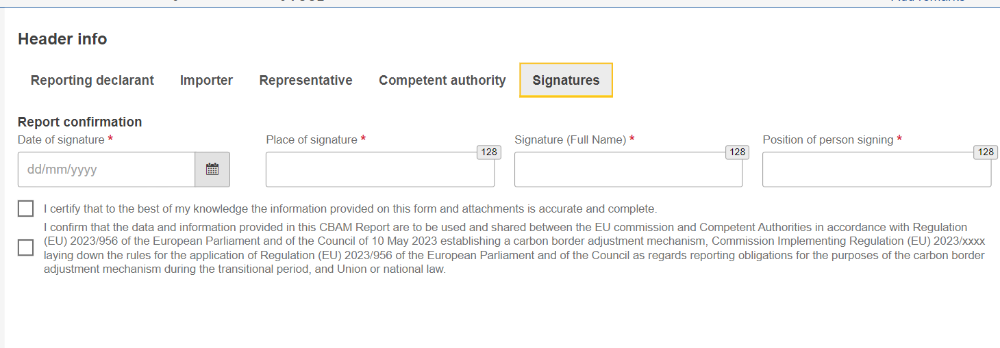 Header info
Reporting declarant Importer Representative Competent authority Signatures
Report confirmation
Date of signature * Place of signature * Signature (Full Name) * Position of person signing *
128 128 128
dd/mm/yyyy
I certify that to the best of my knowledge the information provided on this form and attachments is accurate and complete.
I confirm that the data and information provided in this CBAM Report are to be used and shared between the EU commission and Competent Authorities in accordance with Regulation
(EU) 2023/956 of the European Parliament and of the Council of 10 May 2023 establishing a carbon border adjustment mechanism, Commission Implementing Regulation (EU) 2023/xxxx
laying down the rules for the application of Regulation (EU) 2023/956 of the European Parliament and of the Council as regards reporting obligations for the purposes of the carbon border
adjustment mechanism during the transitional period, and Union or national law.